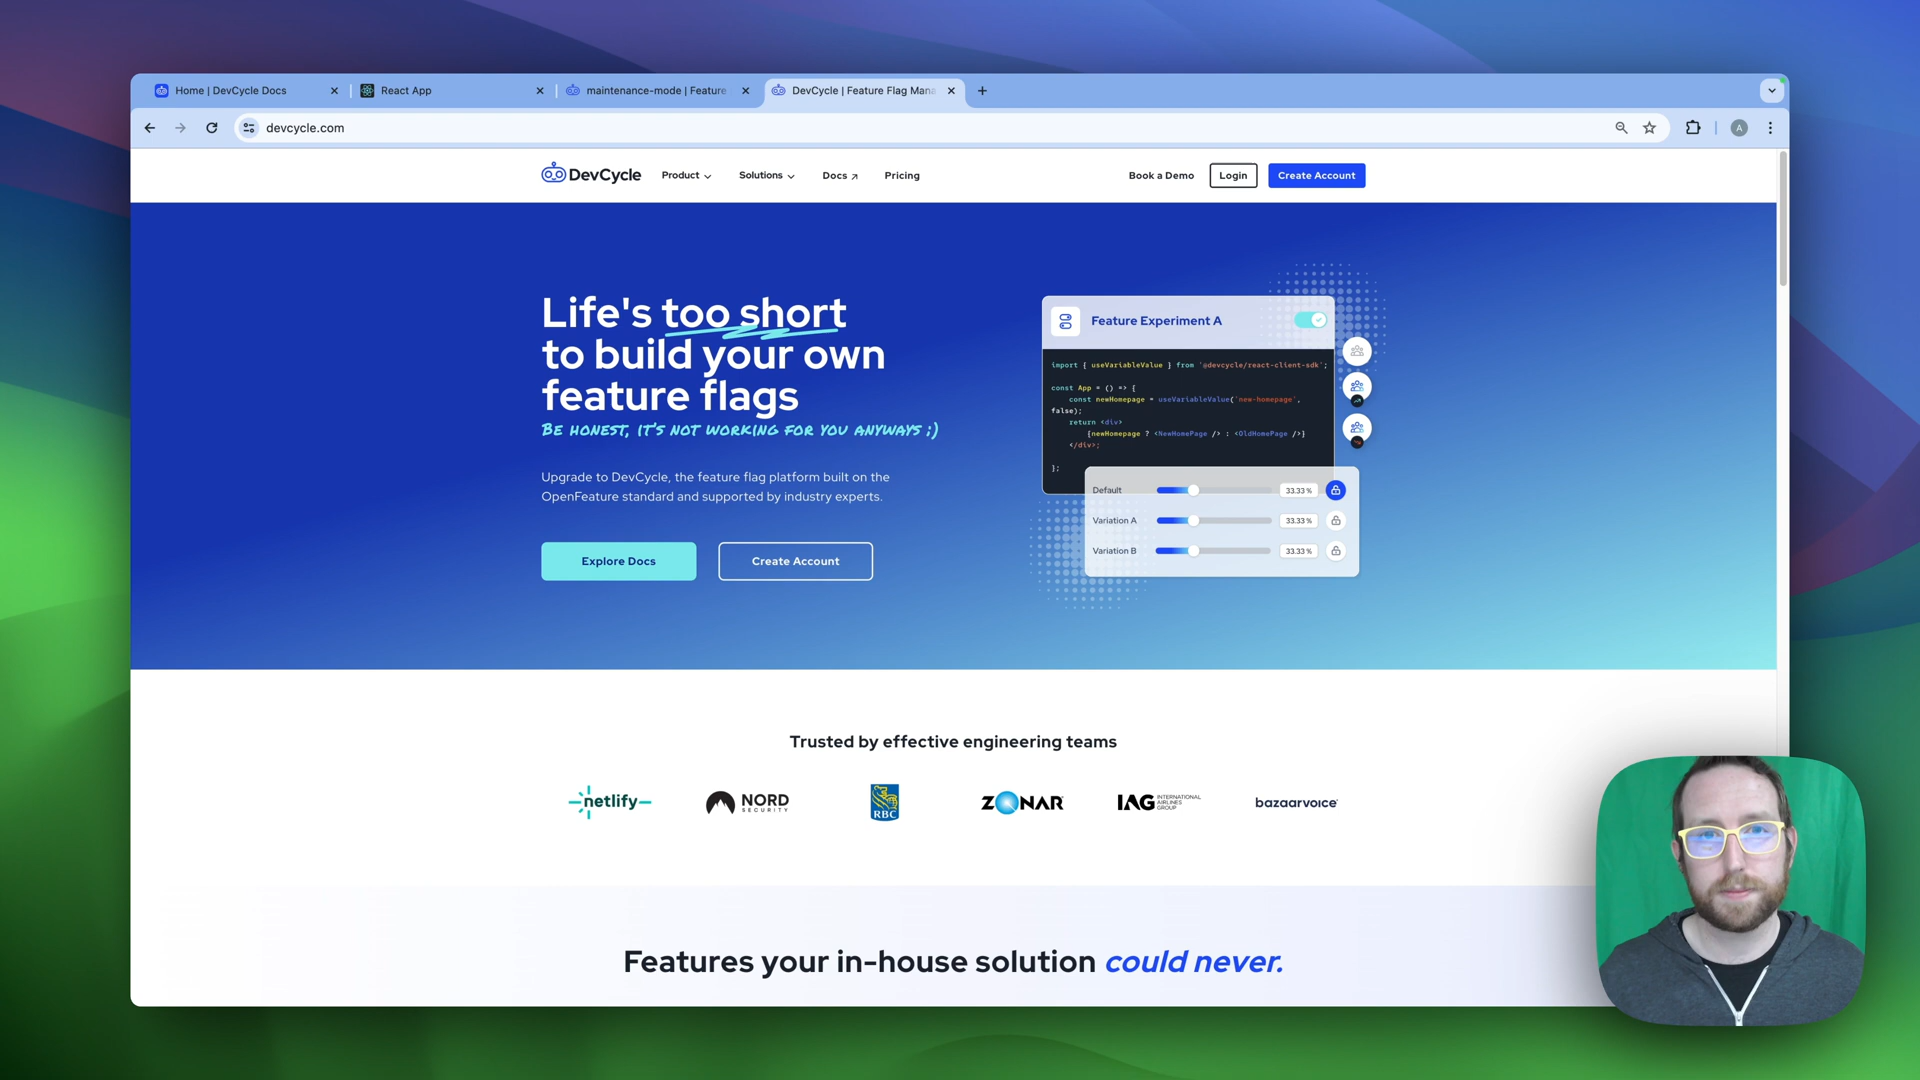 Home | DevCycle Docs
React App
maintenance-mode | Feature
DevCycle | Feature Flag Mana
devcycle.com
A
DevCycle
Product
Solutions
Docs
Pricing
Book a Demo
Login
Create Account
Life's too short
to build your own
feature flags
BE HONEST, IT'S NOT WORKING FOR YOU ANYWAYS ;)
Upgrade to DevCycle, the feature flag platform built on the
OpenFeature standard and supported by industry experts.
Explore Docs
Create Account
Feature Experiment A
import { useVariableValue } from '@devcycle/react-client-sdk';
const App = () => {
const newHomepage = useVariableValue('new-homepage',
false);
return <div>
{newHomepage ? <NewHomePage /> : <OldHomePage />}
</div>;
};
Default 33.33 %
Variation A 33.33 %
Variation B 33.33 %
Trusted by effective engineering teams
netlify
NORD
SECURITY
RBC
ZONAR
IAG INTERNATIONAL
AIRLINES
GROUP
bazaarvoice
Features your in-house solution could never.